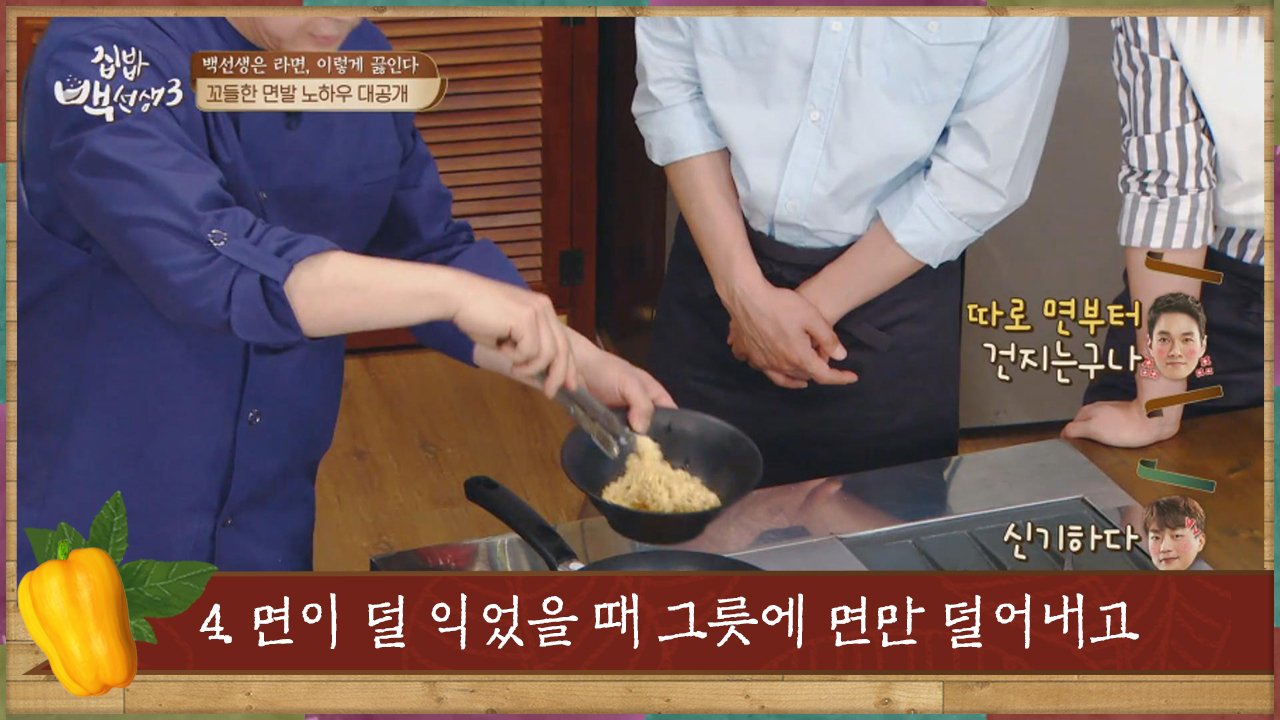 집밥
백선생3
백선생은 라면, 이렇게 끓인다
꼬들한 면발 노하우 대공개
따로 면부터
건지는구나
신기하다
4. 면이 덜 익었을 때 그릇에 면만 덜어내고